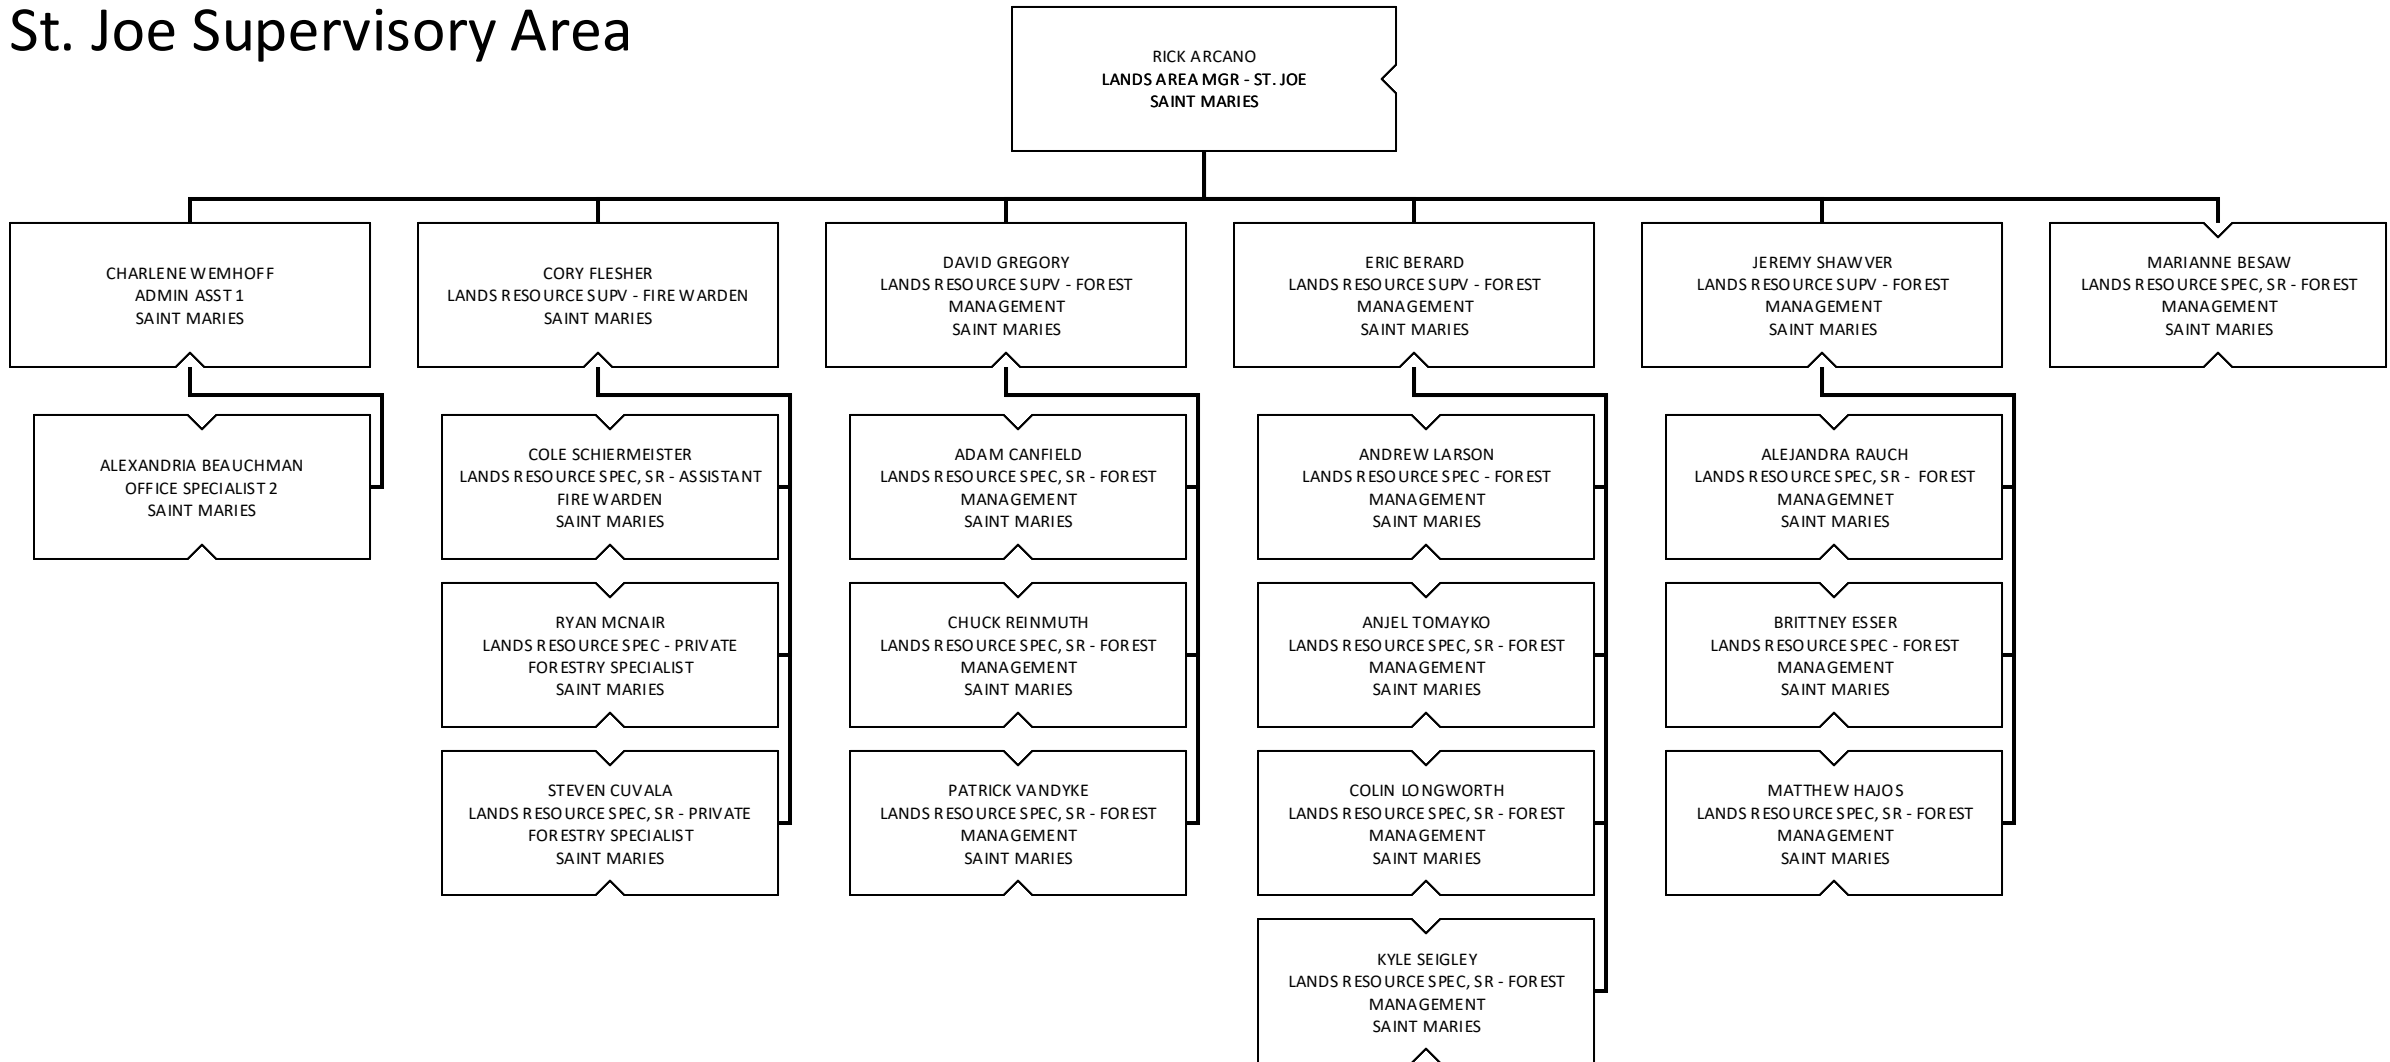 St. Joe Supervisory Area
RICK ARCANO
LANDS AREA MGR - ST. JOE
SAINT MARIES
CHARLENE WEMHOFF
ADMIN ASST 1
SAINT MARIES
CORY FLESHER
LANDS RESOURCE SUPV - FIRE WARDEN
SAINT MARIES
DAVID GREGORY
LANDS RESOURCE SUPV - FOREST
MANAGEMENT
SAINT MARIES
ERIC BERARD
LANDS RESOURCE SUPV - FOREST
MANAGEMENT
SAINT MARIES
JEREMY SHAWVER
LANDS RESOURCE SUPV - FOREST
MANAGEMENT
SAINT MARIES
MARIANNE BESAW
LANDS RESOURCE SPEC, SR - FOREST
MANAGEMENT
SAINT MARIES
ALEXANDRIA BEAUCHMAN
OFFICE SPECIALIST 2
SAINT MARIES
COLE SCHIERMEISTER
LANDS RESOURCE SPEC, SR - ASSISTANT
FIRE WARDEN
SAINT MARIES
ADAM CANFIELD
LANDS RESOURCE SPEC, SR - FOREST
MANAGEMENT
SAINT MARIES
ANDREW LARSON
LANDS RESOURCE SPEC - FOREST
MANAGEMENT
SAINT MARIES
ALEJANDRA RAUCH
LANDS RESOURCE SPEC, SR - FOREST
MANAGEMNET
SAINT MARIES
RYAN MCNAIR
LANDS RESOURCE SPEC - PRIVATE
FORESTRY SPECIALIST
SAINT MARIES
CHUCK REINMUTH
LANDS RESOURCE SPEC, SR - FOREST
MANAGEMENT
SAINT MARIES
ANJEL TOMAYKO
LANDS RESOURCE SPEC, SR - FOREST
MANAGEMENT
SAINT MARIES
BRITTNEY ESSER
LANDS RESOURCE SPEC - FOREST
MANAGEMENT
SAINT MARIES
STEVEN CUVALA
LANDS RESOURCE SPEC, SR - PRIVATE
FORESTRY SPECIALIST
SAINT MARIES
PATRICK VANDYKE
LANDS RESOURCE SPEC, SR - FOREST
MANAGEMENT
SAINT MARIES
COLIN LONGWORTH
LANDS RESOURCE SPEC, SR - FOREST
MANAGEMENT
SAINT MARIES
MATTHEW HAJOS
LANDS RESOURCE SPEC, SR - FOREST
MANAGEMENT
SAINT MARIES
KYLE SEIGLEY
LANDS RESOURCE SPEC, SR - FOREST
MANAGEMENT
SAINT MARIES